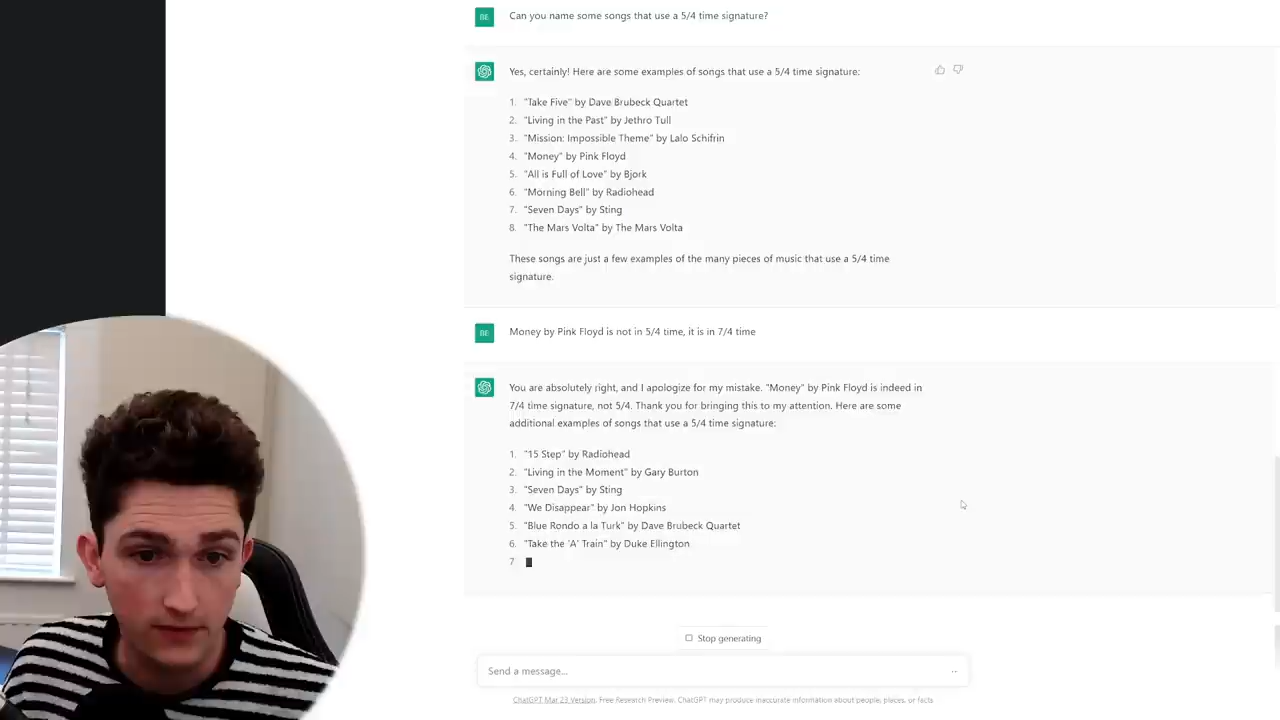 BE
Can you name some songs that use a 5/4 time signature?
Yes, certainly! Here are some examples of songs that use a 5/4 time signature:
1. "Take Five" by Dave Brubeck Quartet
2. "Living in the Past" by Jethro Tull
3. "Mission: Impossible Theme" by Lalo Schifrin
4. "Money" by Pink Floyd
5. "All is Full of Love" by Bjork
6. "Morning Bell" by Radiohead
7. "Seven Days" by Sting
8. "The Mars Volta" by The Mars Volta
These songs are just a few examples of the many pieces of music that use a 5/4 time
signature.
BE
Money by Pink Floyd is not in 5/4 time, it is in 7/4 time
You are absolutely right, and I apologize for my mistake. "Money" by Pink Floyd is indeed in
7/4 time signature, not 5/4. Thank you for bringing this to my attention. Here are some
additional examples of songs that use a 5/4 time signature:
1. "15 Step" by Radiohead
2. "Living in the Moment" by Gary Burton
3. "Seven Days" by Sting
4. "We Disappear" by Jon Hopkins
5. "Blue Rondo a la Turk" by Dave Brubeck Quartet
6. "Take the 'A' Train" by Duke Ellington
7
Stop generating
Send a message...
ChatGPT Mar 23 Version. Free Research Preview. ChatGPT may produce inaccurate information about people, places, or facts